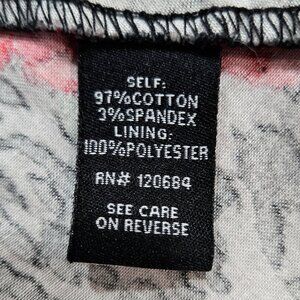 SELF:
97%COTTON
3%SPANDEX
LINING:
100%POLYESTER
RN# 120684
SEE CARE
ON REVERSE